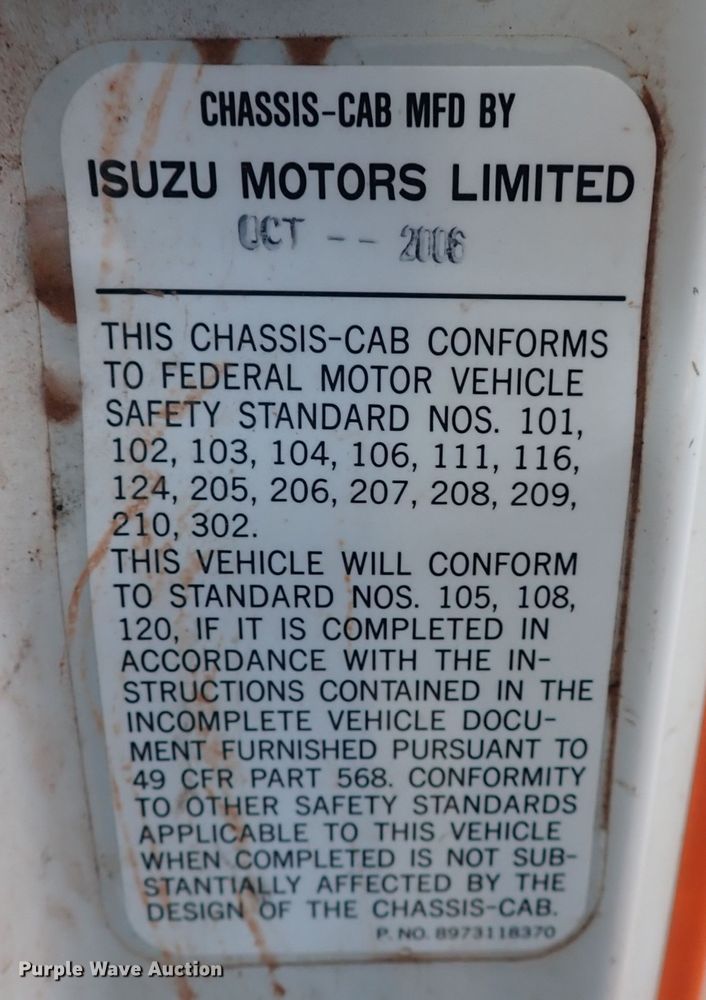 CHASSIS-CAB MFD BY
ISUZU MOTORS LIMITED
OCT -- 2006
THIS CHASSIS-CAB CONFORMS
TO FEDERAL MOTOR VEHICLE
SAFETY STANDARD NOS. 101,
102, 103, 104, 106, 111, 116,
124, 205, 206, 207, 208, 209,
210, 302.
THIS VEHICLE WILL CONFORM
TO STANDARD NOS. 105, 108,
120, IF IT IS COMPLETED IN
ACCORDANCE WITH THE IN-
STRUCTIONS CONTAINED IN THE
INCOMPLETE VEHICLE DOCU-
MENT FURNISHED PURSUANT TO
49 CFR PART 568. CONFORMITY
TO OTHER SAFETY STANDARDS
APPLICABLE TO THIS VEHICLE
WHEN COMPLETED IS NOT SUB-
STANTIALLY AFFECTED BY THE
DESIGN OF THE CHASSIS-CAB.
P. NO. 8973118370
Purple Wave Auction